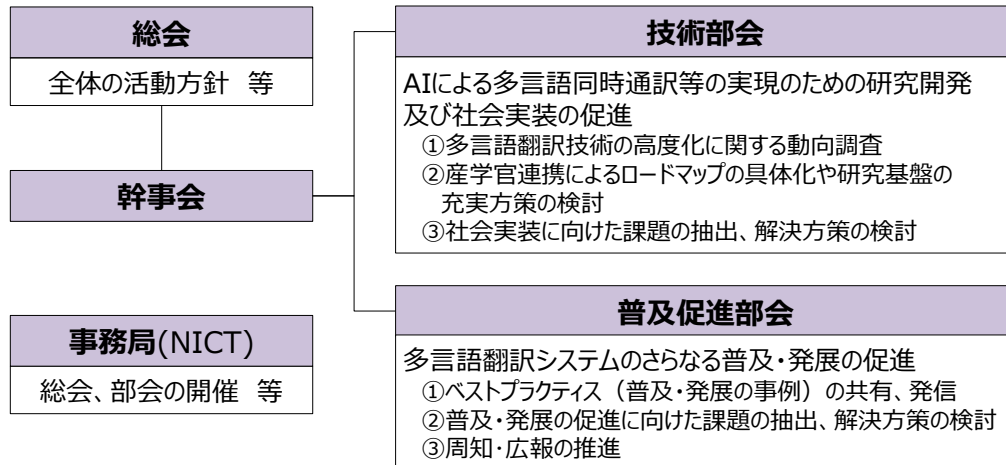 総会
全体の活動方針　等
幹事会
事務局(NICT)
総会、部会の開催　等
技術部会
AIによる多言語同時通訳等の実現のための研究開発
及び社会実装の促進
①多言語翻訳技術の高度化に関する動向調査
②産学官連携によるロードマップの具体化や研究基盤の
充実方策の検討
③社会実装に向けた課題の抽出、解決方策の検討
普及促進部会
多言語翻訳システムのさらなる普及・発展の促進
①ベストプラクティス（普及・発展の事例）の共有、発信
②普及・発展の促進に向けた課題の抽出、解決方策の検討
③周知・広報の推進